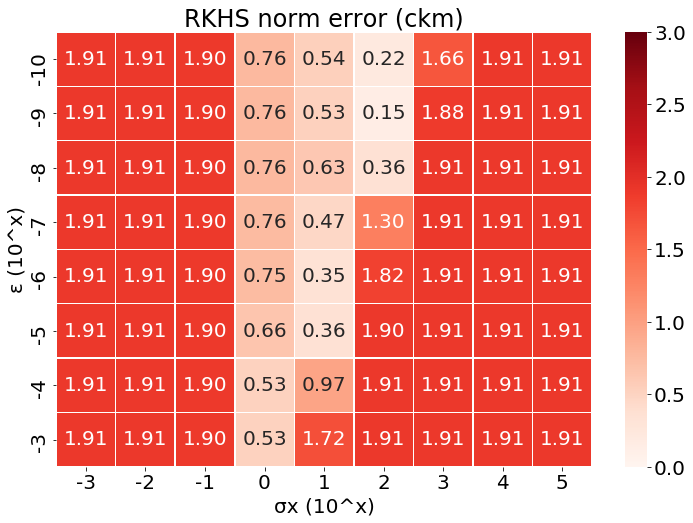 RKHS norm error (ckm)
-10 1.91 1.91 1.90 0.76 0.54 0.22 1.66 1.91 1.91
-9 1.91 1.91 1.90 0.76 0.53 0.15 1.88 1.91 1.91
-8 1.91 1.91 1.90 0.76 0.63 0.36 1.91 1.91 1.91
-7 1.91 1.91 1.90 0.76 0.47 1.30 1.91 1.91 1.91
-6 1.91 1.91 1.90 0.75 0.35 1.82 1.91 1.91 1.91
-5 1.91 1.91 1.90 0.66 0.36 1.90 1.91 1.91 1.91
-4 1.91 1.91 1.90 0.53 0.97 1.91 1.91 1.91 1.91
-3 1.91 1.91 1.90 0.53 1.72 1.91 1.91 1.91 1.91
-3 -2 -1 0 1 2 3 4 5
σx (10^x)
ε (10^x)
3.0
2.5
2.0
1.5
1.0
0.5
0.0